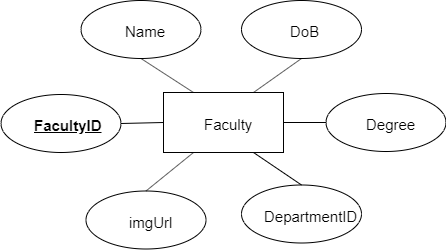 Name
DoB
FacultyID
Faculty
Degree
imgUrl
DepartmentID